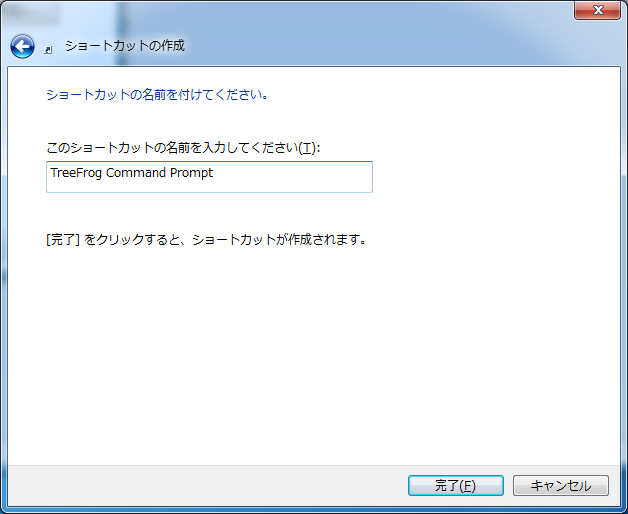 ショートカットの作成
ショートカットの名前を付けてください。
このショートカットの名前を入力してください(I):
TreeFrog Command Prompt
[完了] をクリックすると、ショートカットが作成されます。
完了(F)
キャンセル